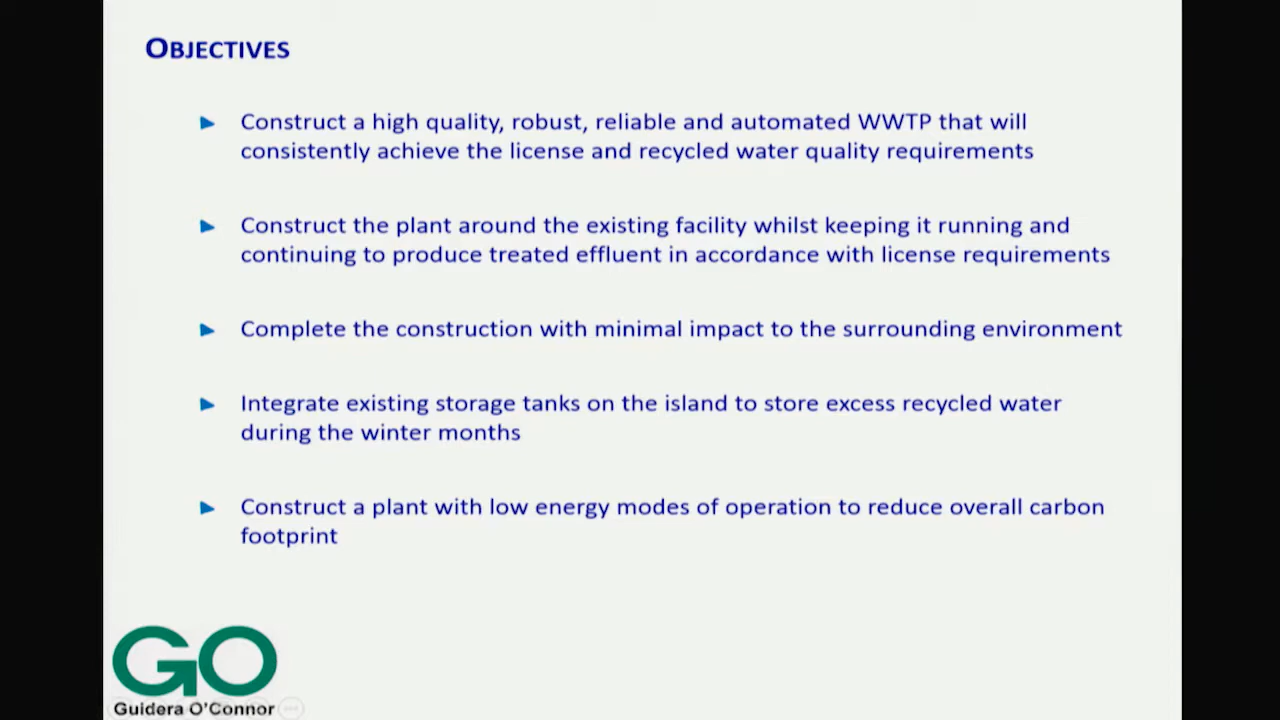 OBJECTIVES
Construct a high quality, robust, reliable and automated WWTP that will
consistently achieve the license and recycled water quality requirements
Construct the plant around the existing facility whilst keeping it running and
continuing to produce treated effluent in accordance with license requirements
Complete the construction with minimal impact to the surrounding environment
Integrate existing storage tanks on the island to store excess recycled water
during the winter months
Construct a plant with low energy modes of operation to reduce overall carbon
footprint
GO
Guidera O'Connor